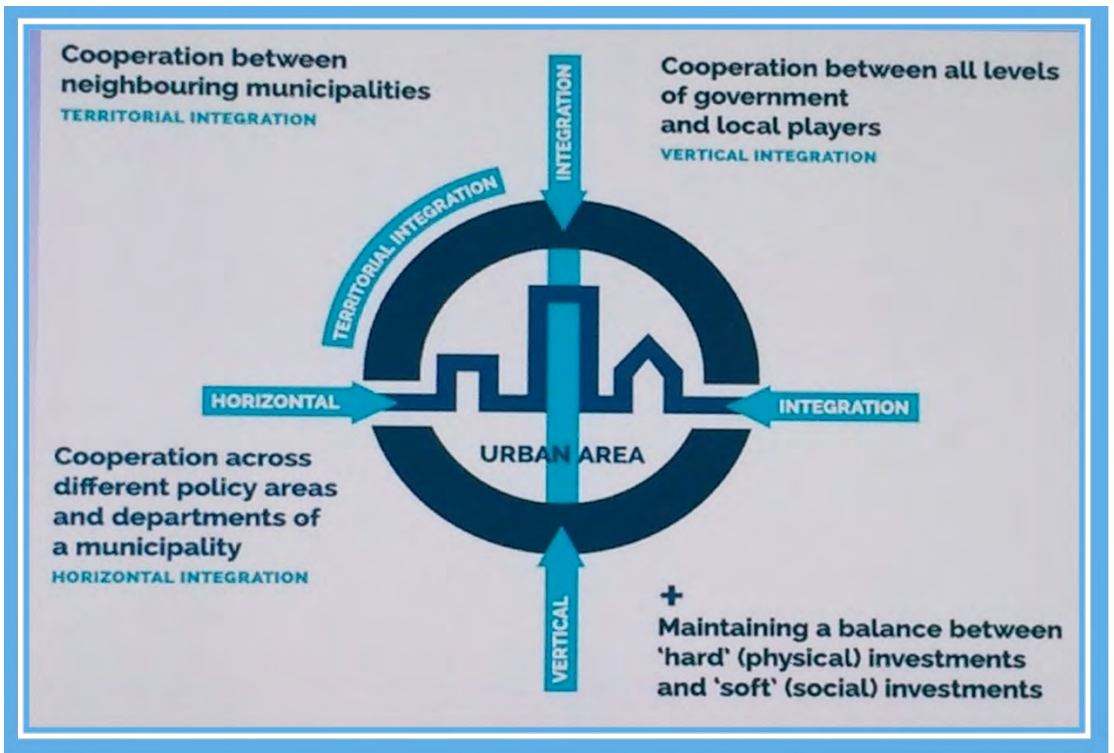 Cooperation between
neighbouring municipalities
TERRITORIAL INTEGRATION
Cooperation between all levels
of government
and local players
VERTICAL INTEGRATION
INTEGRATION
TERRITORIAL INTEGRATION
HORIZONTAL
INTEGRATION
URBAN AREA
Cooperation across
different policy areas
and departments of
a municipality
HORIZONTAL INTEGRATION
VERTICAL
+
Maintaining a balance between
‘hard’ (physical) investments
and ‘soft’ (social) investments